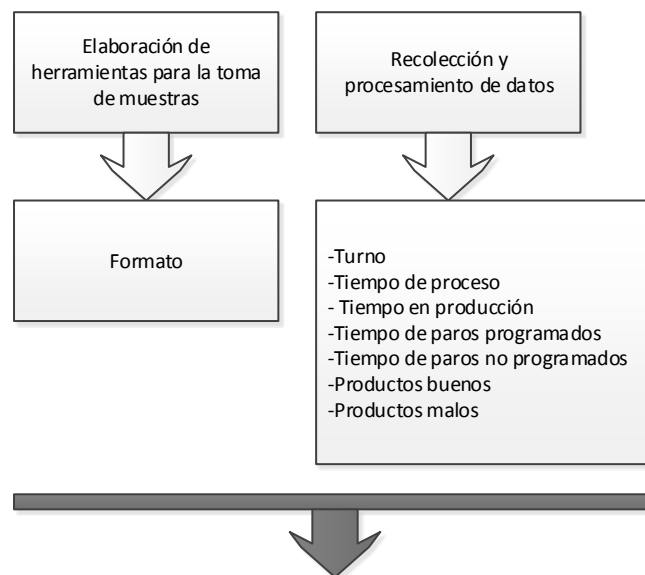 Elaboración de
herramientas para la toma
de muestras
Recolección y
procesamiento de datos
Formato
-Turno
-Tiempo de proceso
- Tiempo en producción
-Tiempo de paros programados
-Tiempo de paros no programados
-Productos buenos
-Productos malos